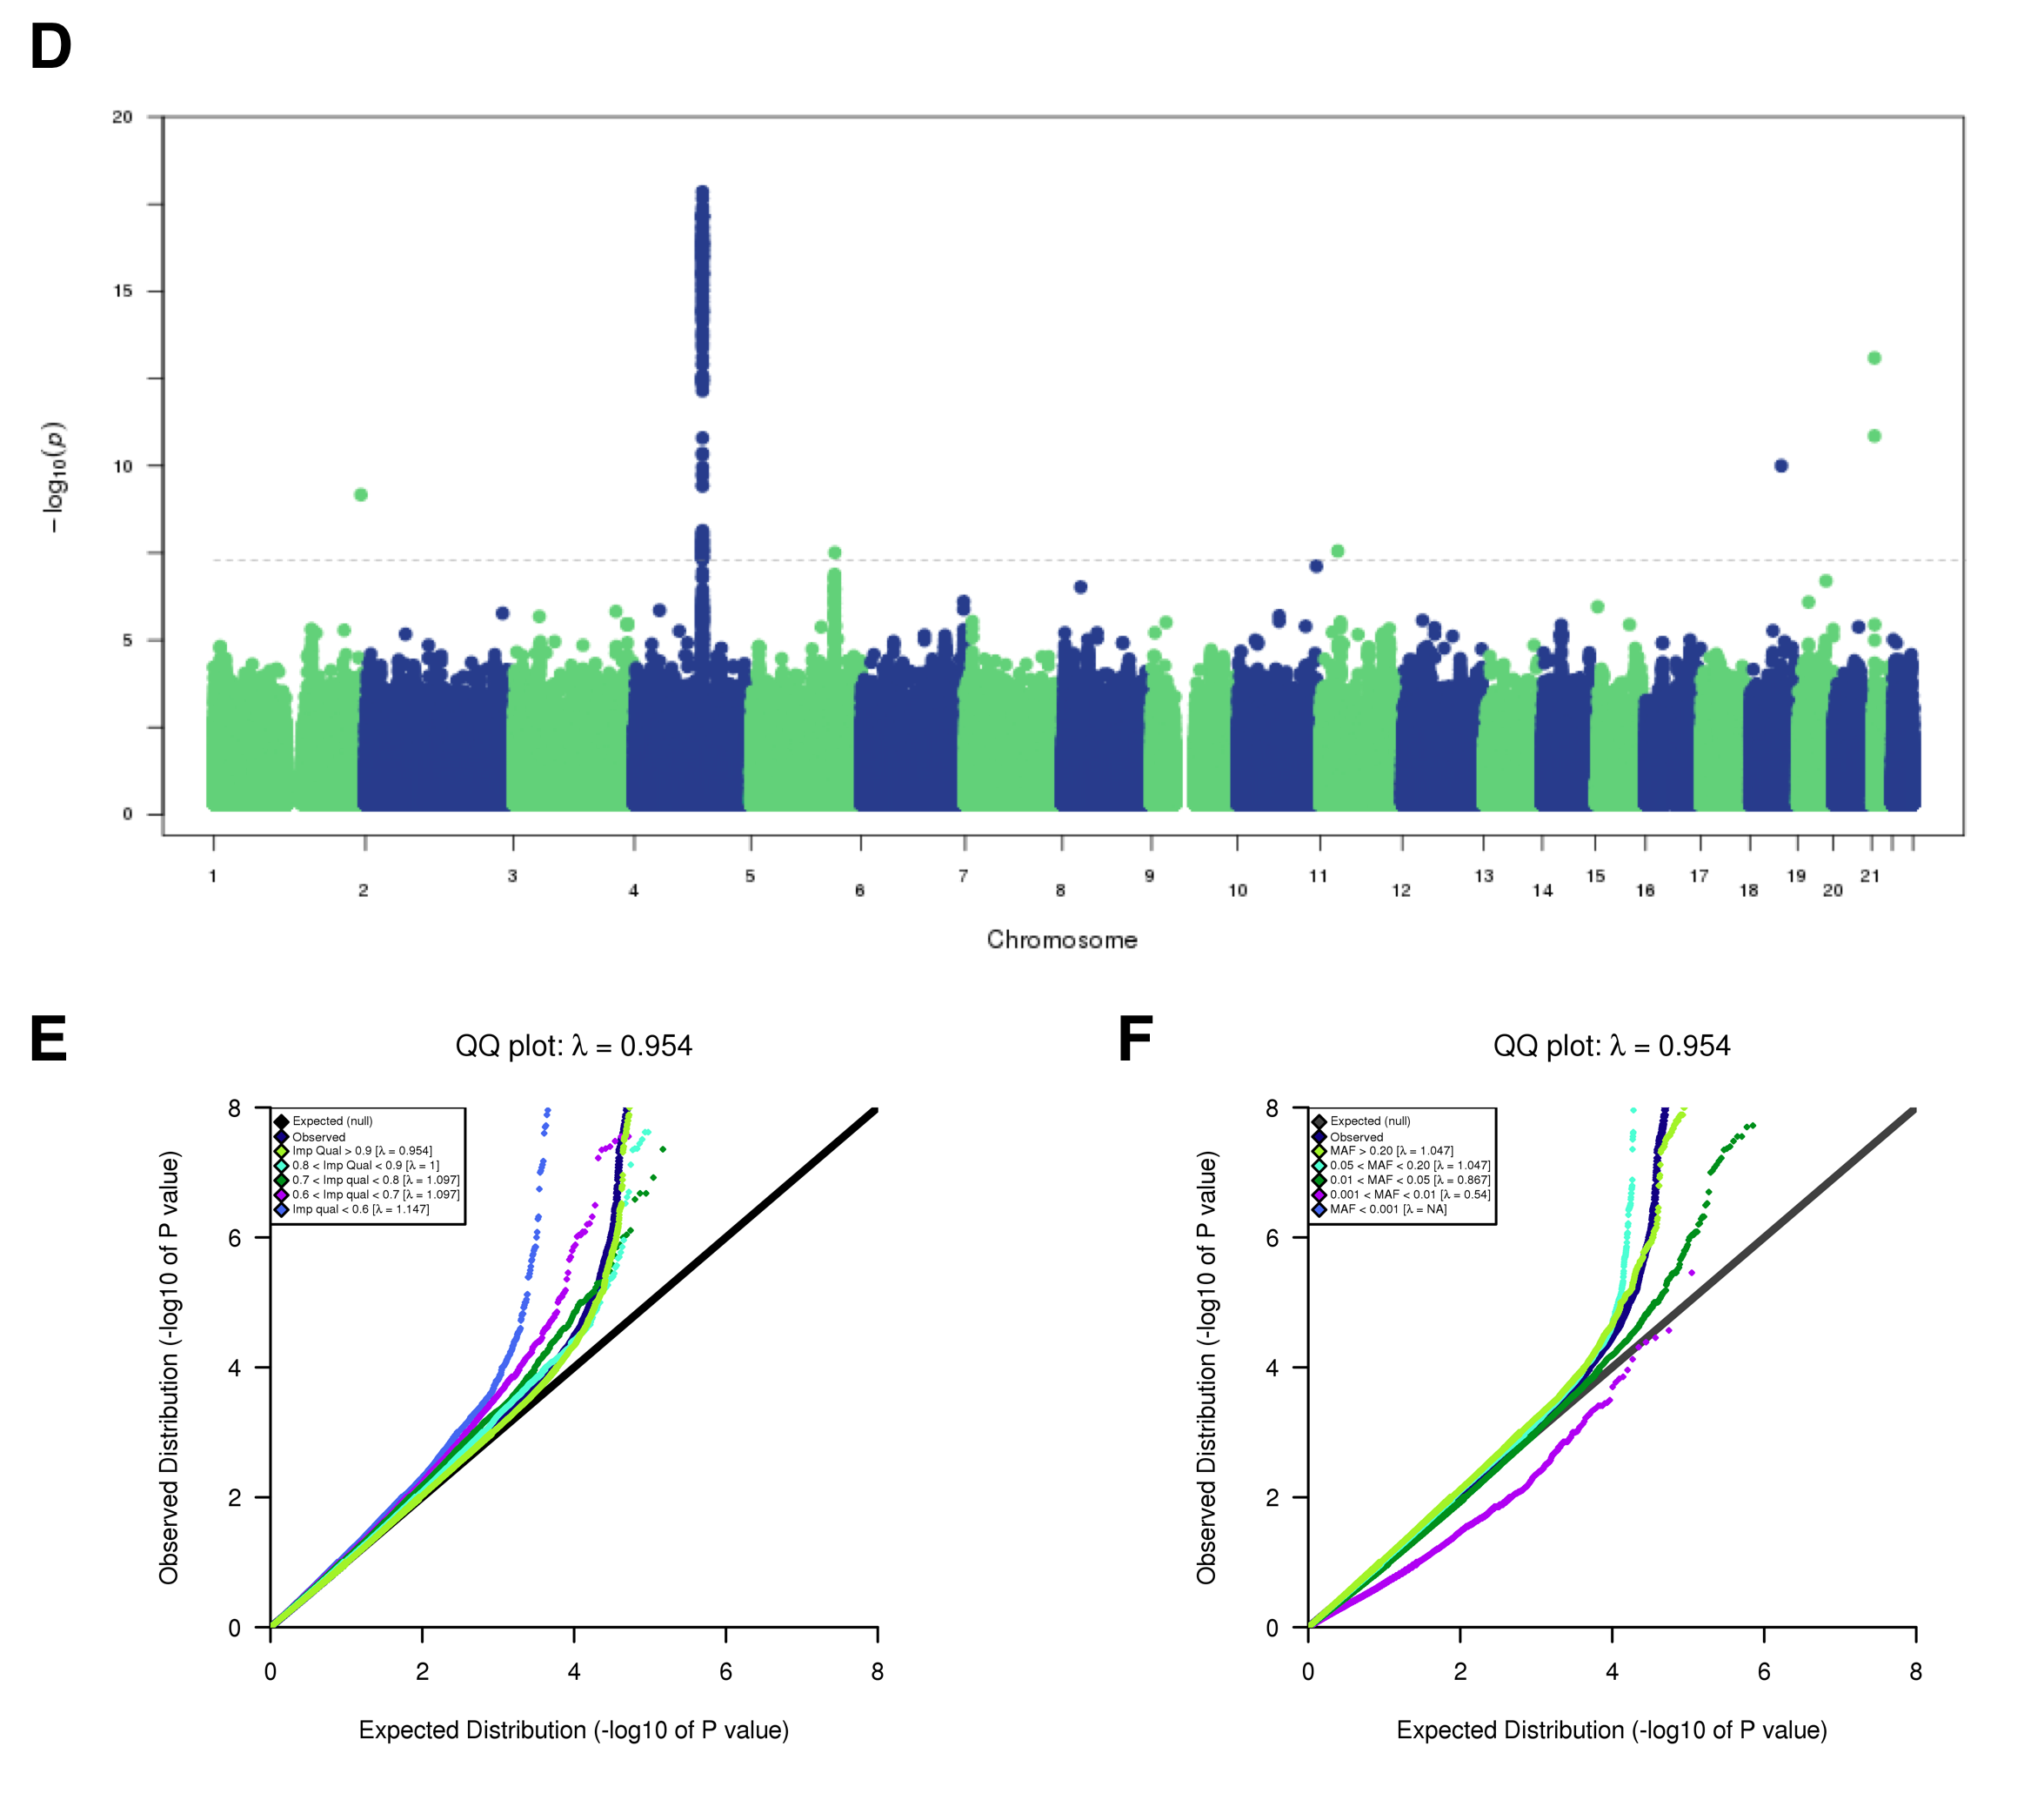 D
20
15
10
5
0
−log10(p)
1 2 3 4 5 6 7 8 9 10 11 12 13 14 15 16 17 18 19 20 21
Chromosome
E
QQ plot: λ = 0.954
Expected (null)
Observed
Imp Qual > 0.9 [λ = 0.954]
0.8 < Imp Qual < 0.9 [λ = 1]
0.7 < Imp qual < 0.8 [λ = 1.097]
0.6 < Imp qual < 0.7 [λ = 1.097]
Imp qual < 0.6 [λ = 1.147]
8
6
4
2
0
Observed Distribution (-log10 of P value)
0 2 4 6 8
Expected Distribution (-log10 of P value)
F
QQ plot: λ = 0.954
Expected (null)
Observed
MAF > 0.20 [λ = 1.047]
0.05 < MAF < 0.20 [λ = 1.047]
0.01 < MAF < 0.05 [λ = 0.867]
0.001 < MAF < 0.01 [λ = 0.54]
MAF < 0.001 [λ = NA]
8
6
4
2
0
Observed Distribution (-log10 of P value)
0 2 4 6 8
Expected Distribution (-log10 of P value)